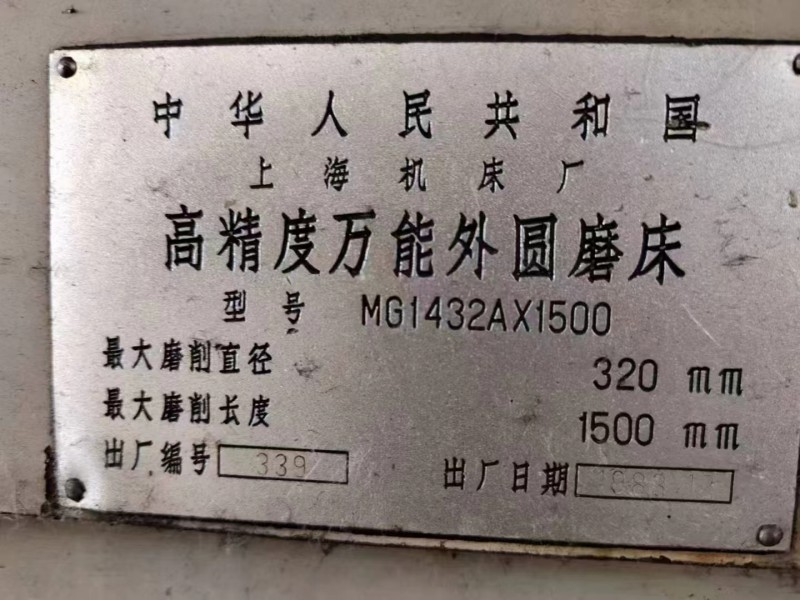 中华人民共和国
上海机床厂
高精度万能外圆磨床
型号 MG1432AX1500
最大磨削直径 320 mm
最大磨削长度 1500 mm
出厂编号 339 出厂日期